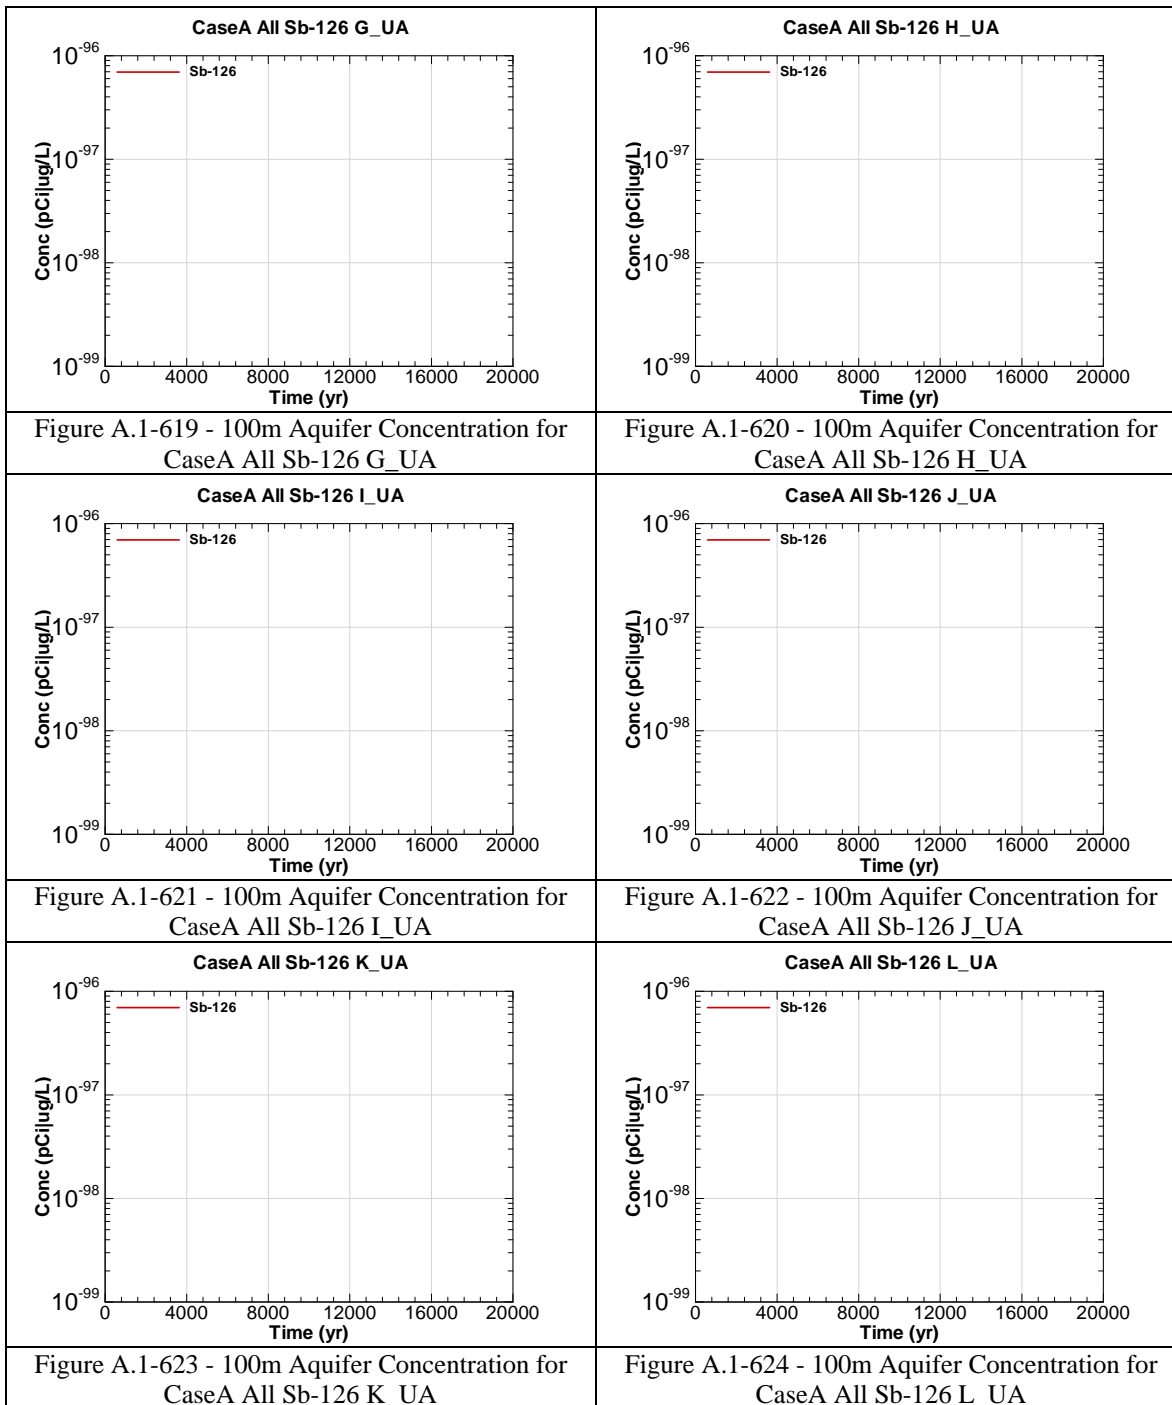 CaseA All Sb-126 G_UA
10-96
Sb-126
10-97
Conc (pCi|ug/L)
10-98
10-99
0 4000 8000 12000 16000 20000
Time (yr)
Figure A.1-619 - 100m Aquifer Concentration for
CaseA All Sb-126 G_UA
CaseA All Sb-126 H_UA
10-96
Sb-126
10-97
Conc (pCi|ug/L)
10-98
10-99
0 4000 8000 12000 16000 20000
Time (yr)
Figure A.1-620 - 100m Aquifer Concentration for
CaseA All Sb-126 H_UA
CaseA All Sb-126 I_UA
10-96
Sb-126
10-97
Conc (pCi|ug/L)
10-98
10-99
0 4000 8000 12000 16000 20000
Time (yr)
Figure A.1-621 - 100m Aquifer Concentration for
CaseA All Sb-126 I_UA
CaseA All Sb-126 J_UA
10-96
Sb-126
10-97
Conc (pCi|ug/L)
10-98
10-99
0 4000 8000 12000 16000 20000
Time (yr)
Figure A.1-622 - 100m Aquifer Concentration for
CaseA All Sb-126 J_UA
CaseA All Sb-126 K_UA
10-96
Sb-126
10-97
Conc (pCi|ug/L)
10-98
10-99
0 4000 8000 12000 16000 20000
Time (yr)
Figure A.1-623 - 100m Aquifer Concentration for
CaseA All Sb-126 K_UA
CaseA All Sb-126 L_UA
10-96
Sb-126
10-97
Conc (pCi|ug/L)
10-98
10-99
0 4000 8000 12000 16000 20000
Time (yr)
Figure A.1-624 - 100m Aquifer Concentration for
CaseA All Sb-126 L_UA